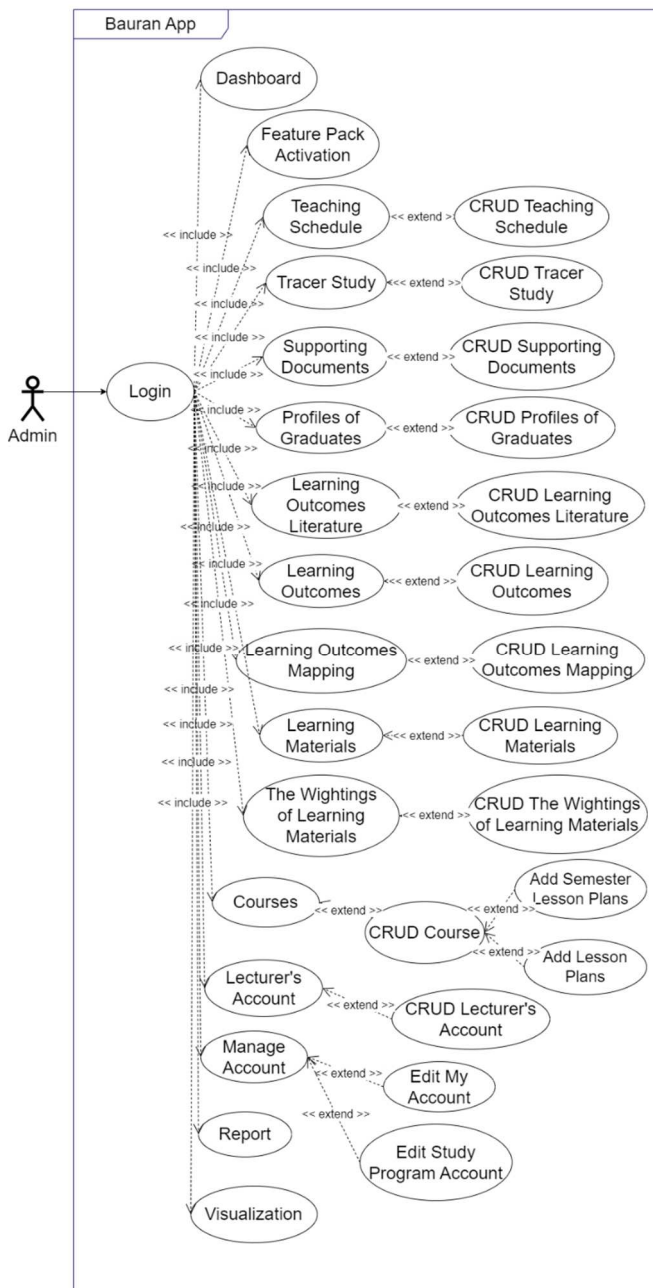 Bauran App
Dashboard
Feature Pack
Activation
Teaching
Schedule
<< extend >>
CRUD Teaching
Schedule
<< include >>
<< include >>
Tracer Study
<< extend >>
CRUD Tracer
Study
<< include >>
<< include >>
Supporting
Documents
<< extend >>
CRUD Supporting
Documents
<< include >>
Admin
Login
<< include >>
Profiles of
Graduates
<< extend >>
CRUD Profiles of
Graduates
<< include >>
<< include >>
Learning
Outcomes
Literature
<< extend >>
CRUD Learning
Outcomes Literature
<< include >>
<< include >>
Learning
Outcomes
<< extend >>
CRUD Learning
Outcomes
<< include >>
<< include >>
Learning Outcomes
Mapping
<< extend >>
CRUD Learning
Outcomes Mapping
<< include >>
<< include >>
Learning
Materials
<< extend >>
CRUD Learning
Materials
<< include >>
<< include >>
The Wightings
of Learning
Materials
<< extend >>
CRUD The Wightings
of Learning Materials
Courses
<< extend >>
CRUD Course
<< extend >>
Add Semester
Lesson Plans
<< extend >>
Add Lesson
Plans
Lecturer's
Account
<< extend >>
CRUD Lecturer's
Account
Manage
Account
<< extend >>
Edit My
Account
<< extend >>
Edit Study
Program Account
Report
Visualization